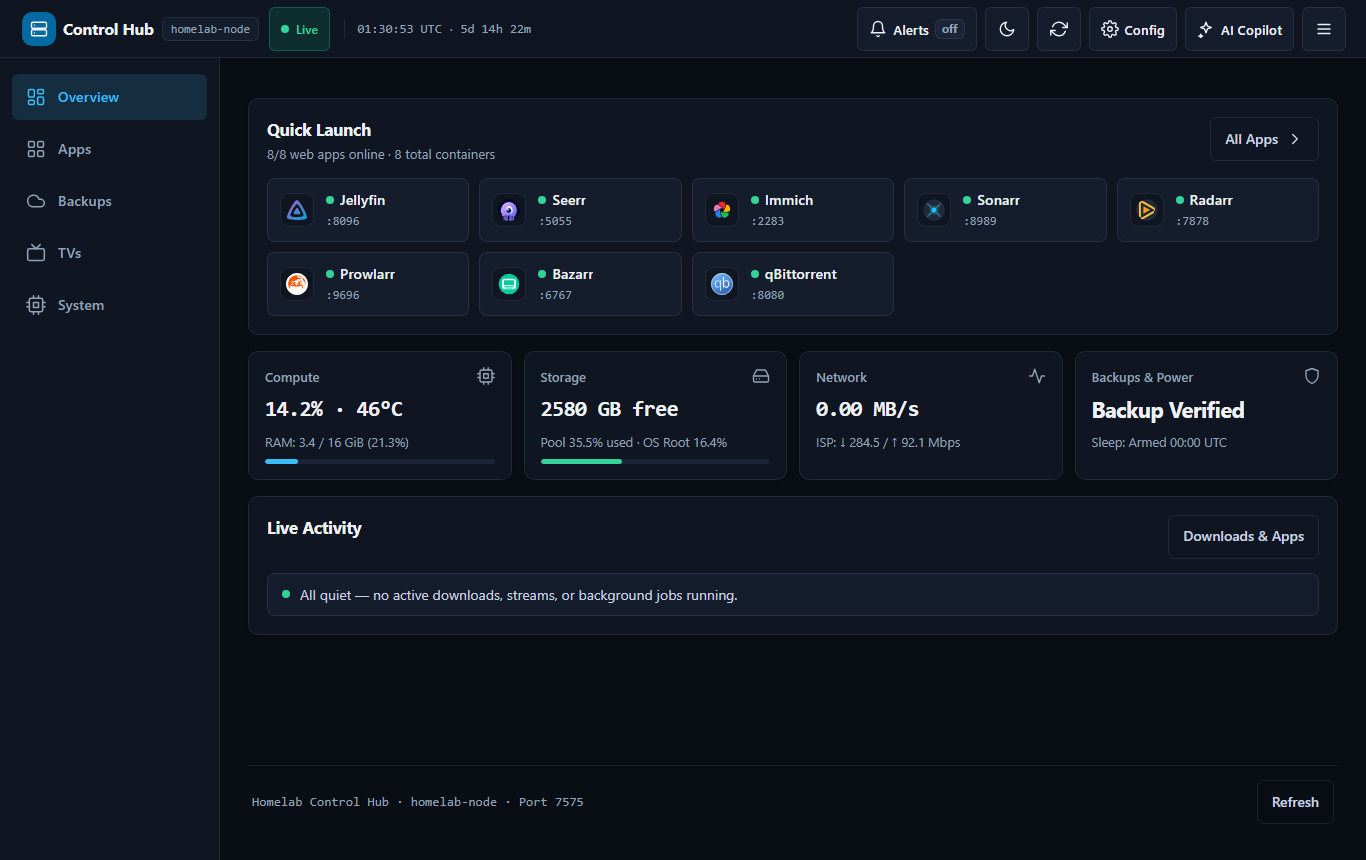 Control Hub homelab-node Live 01:30:53 UTC · 5d 14h 22m Alerts off Config AI Copilot
Overview
Apps
Backups
TVs
System
Quick Launch
8/8 web apps online · 8 total containers
All Apps
Jellyfin
:8096
Seerr
:5055
Immich
:2283
Sonarr
:8989
Radarr
:7878
Prowlarr
:9696
Bazarr
:6767
qb
qBittorrent
:8080
Compute
14.2% · 46°C
RAM: 3.4 / 16 GiB (21.3%)
Storage
2580 GB free
Pool 35.5% used · OS Root 16.4%
Network
0.00 MB/s
ISP: ↓ 284.5 / ↑ 92.1 Mbps
Backups & Power
Backup Verified
Sleep: Armed 00:00 UTC
Live Activity
Downloads & Apps
All quiet — no active downloads, streams, or background jobs running.
Homelab Control Hub · homelab-node · Port 7575
Refresh